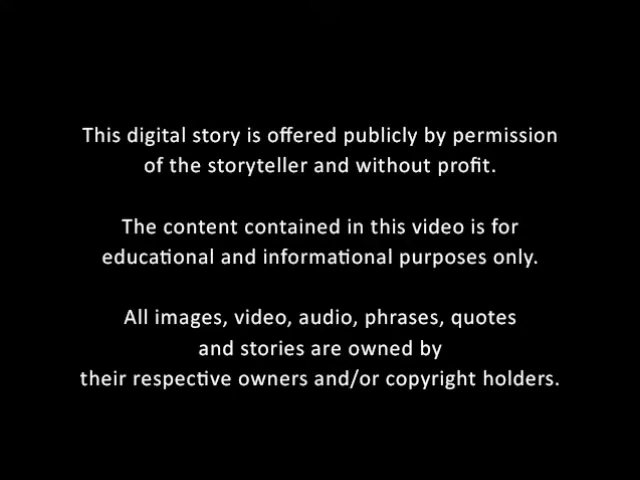 This digital story is offered publicly by permission
of the storyteller and without profit.
The content contained in this video is for
educational and informational purposes only.
All images, video, audio, phrases, quotes
and stories are owned by
their respective owners and/or copyright holders.